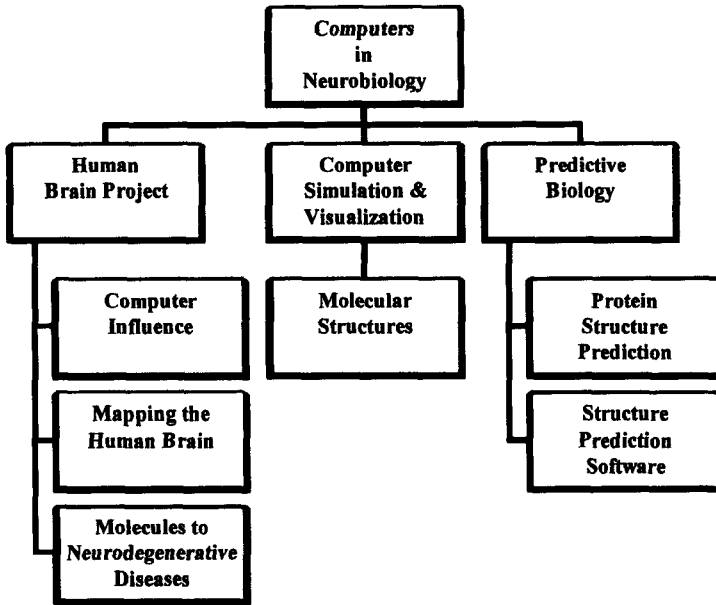 Computers
in
Neurobiology
Human
Brain Project
Computer
Simulation &
Visualization
Predictive
Biology
Computer
Influence
Molecular
Structures
Protein
Structure
Prediction
Mapping the
Human Brain
Structure
Prediction
Software
Molecules to
Neurodegenerative
Diseases